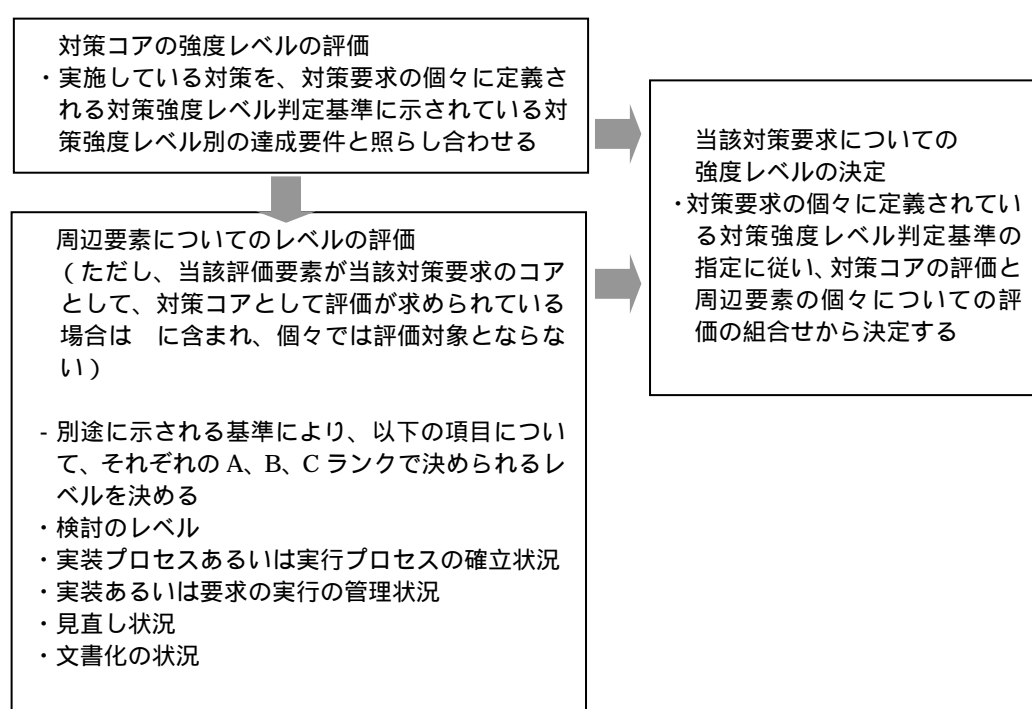 対策コアの強度レベルの評価
・実施している対策を、対策要求の個々に定義さ
れる対策強度レベル判定基準に示されている対
策強度レベル別の達成要件と照らし合わせる
周辺要素についてのレベルの評価
（ただし、当該評価要素が当該対策要求のコア
として、対策コアとして評価が求められている
場合は　に含まれ、個々では評価対象とならな
い）
- 別途に示される基準により、以下の項目につい
て、それぞれの A、B、C ランクで決められるレ
ベルを決める
・検討のレベル
・実装プロセスあるいは実行プロセスの確立状況
・実装あるいは要求の実行の管理状況
・見直し状況
・文書化の状況
当該対策要求についての
強度レベルの決定
・対策要求の個々に定義されてい
る対策強度レベル判定基準の
指定に従い、対策コアの評価と
周辺要素の個々についての評
価の組合せから決定する